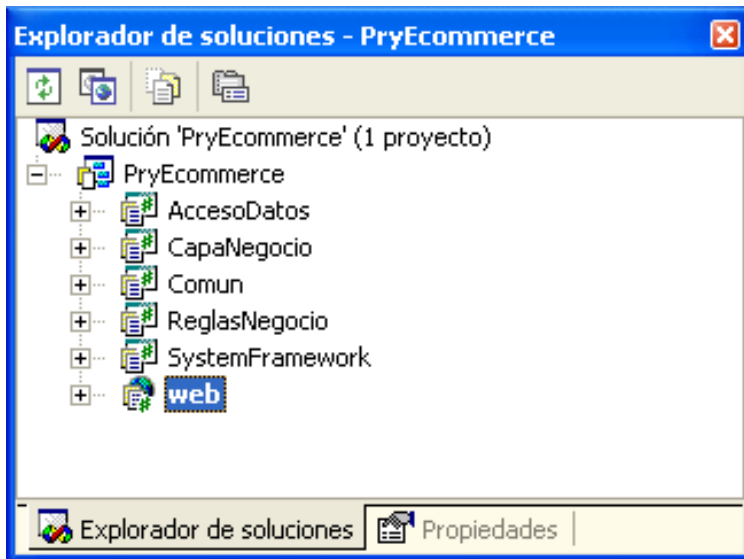 Explorador de soluciones - PryEcommerce
Solución 'PryEcommerce' (1 proyecto)
PryEcommerce
AccesoDatos
CapaNegocio
Comun
ReglasNegocio
SystemFramework
web
Explorador de soluciones Propiedades